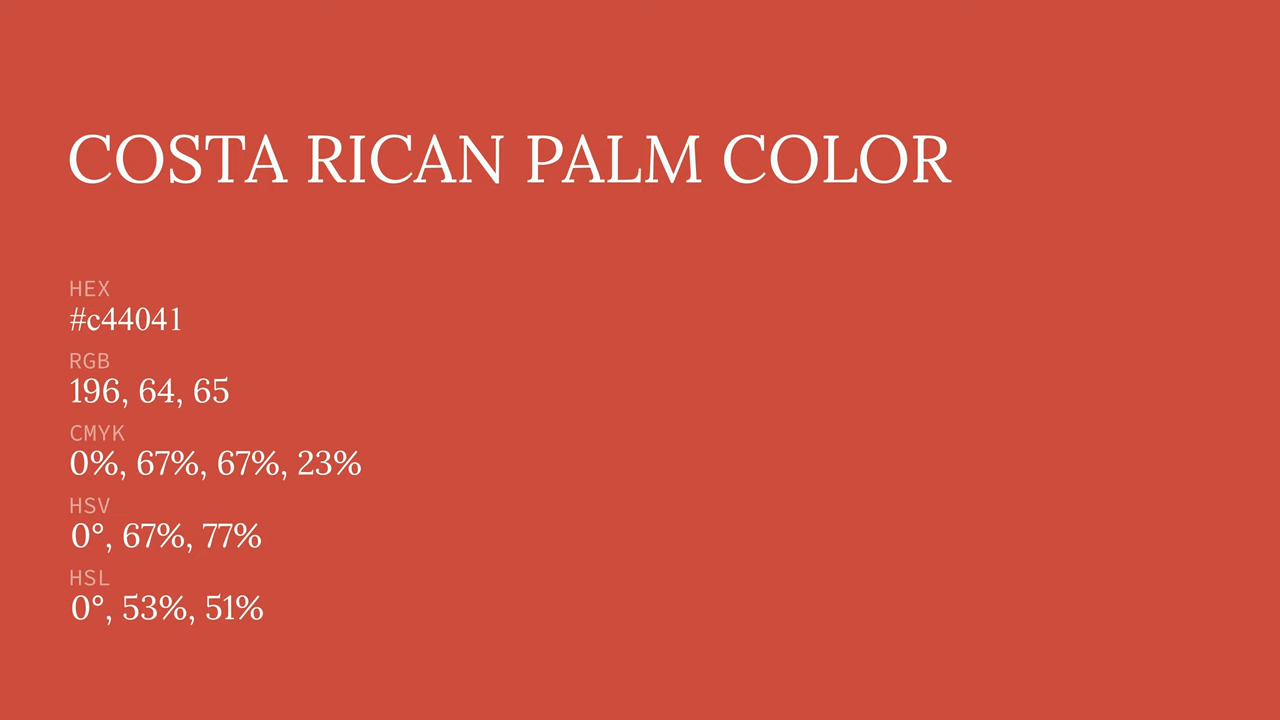 COSTA RICAN PALM COLOR
HEX
#c44041
RGB
196, 64, 65
CMYK
0%, 67%, 67%, 23%
HSV
0°, 67%, 77%
HSL
0°, 53%, 51%